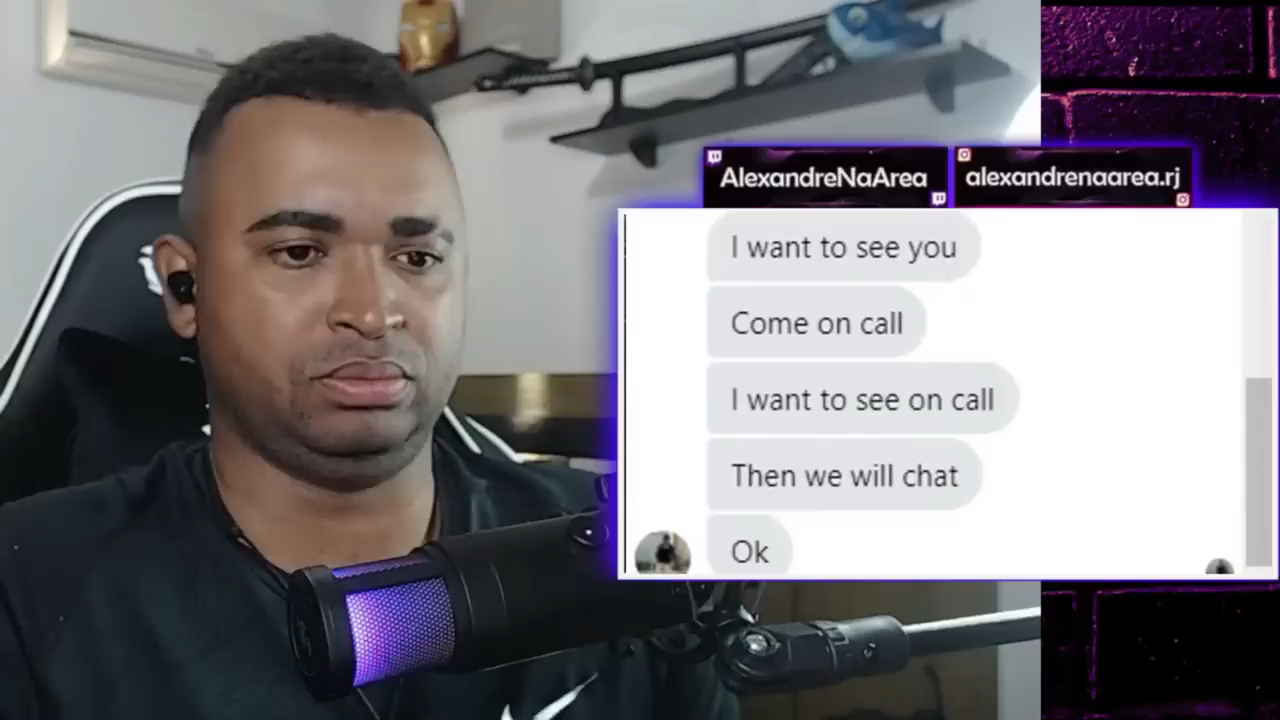 AlexandreNaArea
alexandrenaarea.rj
I want to see you
Come on call
I want to see on call
Then we will chat
Ok